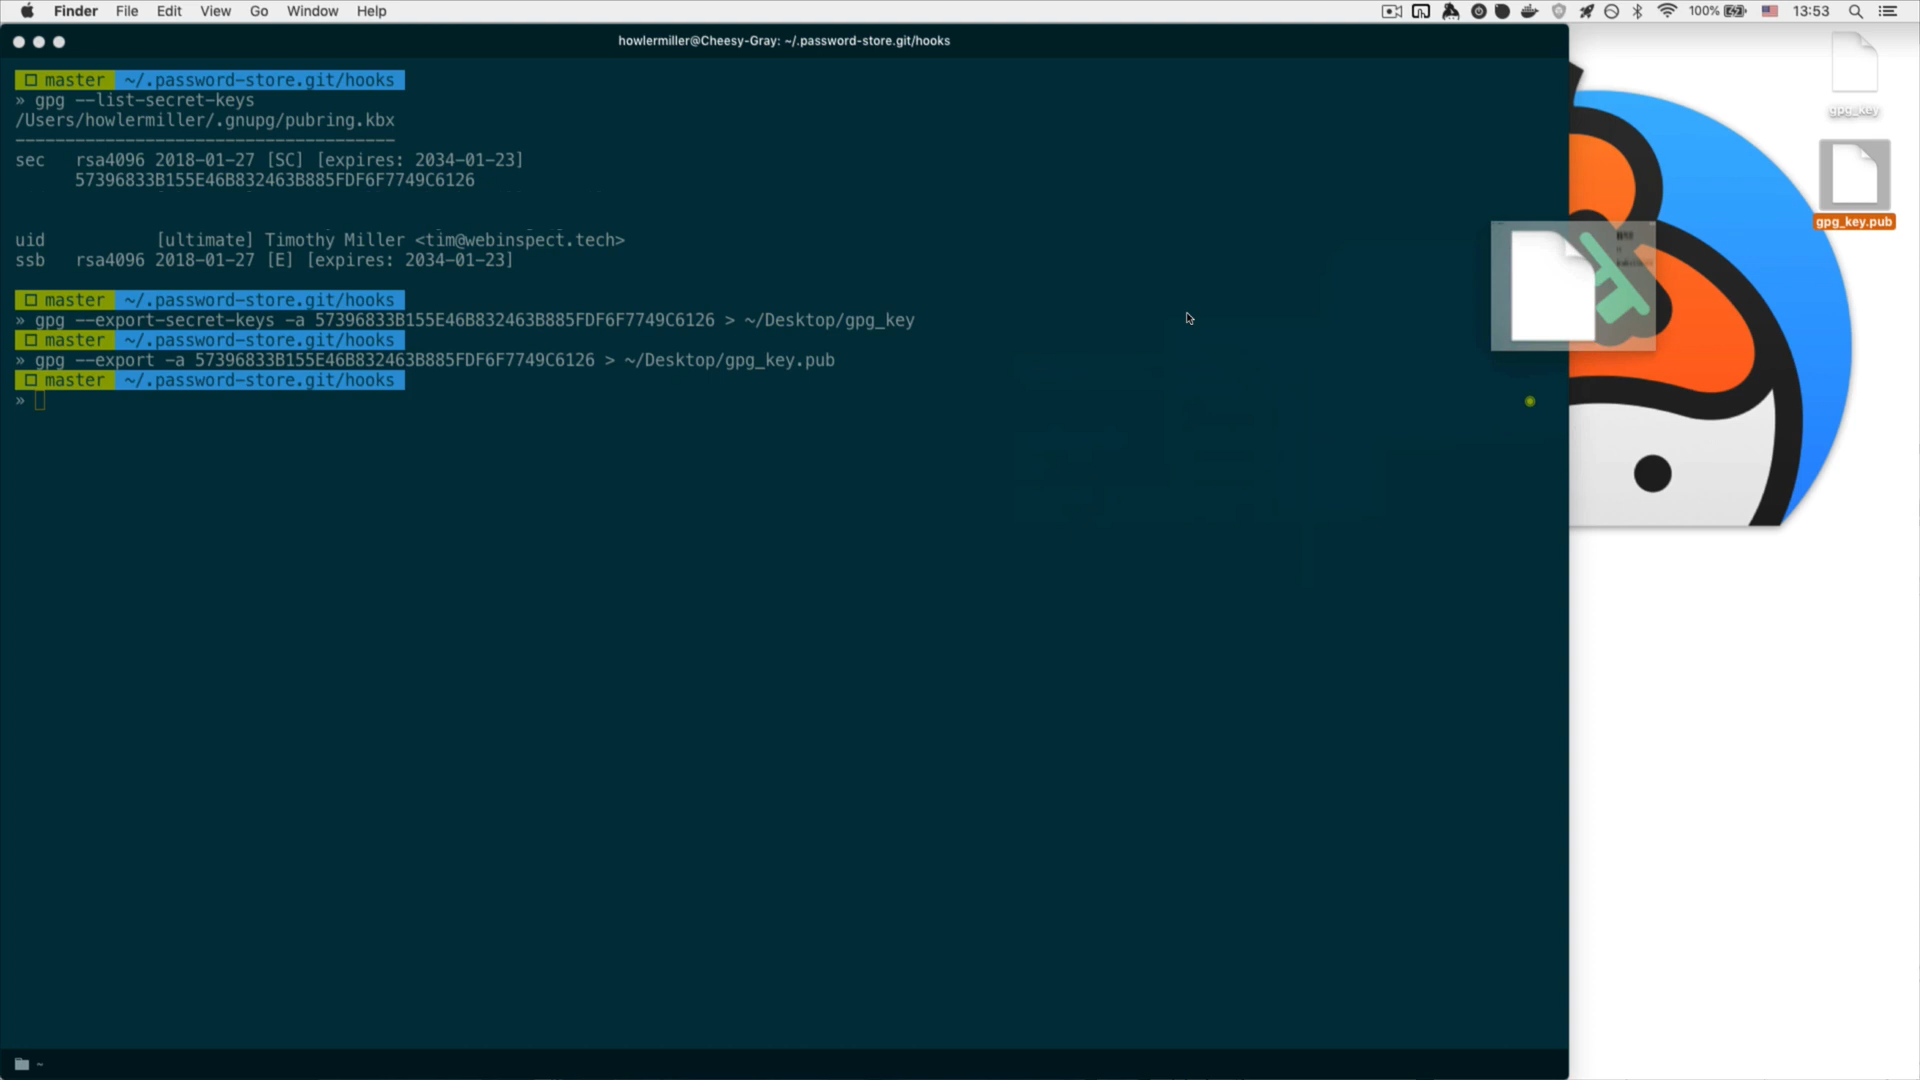 Finder File Edit View Go Window Help 100% 13:53
howlermiller@Cheesy-Gray: ~/.password-store.git/hooks
master ~/.password-store.git/hooks
» gpg --list-secret-keys
/Users/howlermiller/.gnupg/pubring.kbx
--------------------------------------
sec rsa4096 2018-01-27 [SC] [expires: 2034-01-23]
57396833B155E46B832463B885FDF6F7749C6126
uid [ultimate] Timothy Miller <tim@webinspect.tech>
ssb rsa4096 2018-01-27 [E] [expires: 2034-01-23]
master ~/.password-store.git/hooks
» gpg --export-secret-keys -a 57396833B155E46B832463B885FDF6F7749C6126 > ~/Desktop/gpg_key
master ~/.password-store.git/hooks
» gpg --export -a 57396833B155E46B832463B885FDF6F7749C6126 > ~/Desktop/gpg_key.pub
master ~/.password-store.git/hooks
»
~
gpg_key
gpg_key.pub